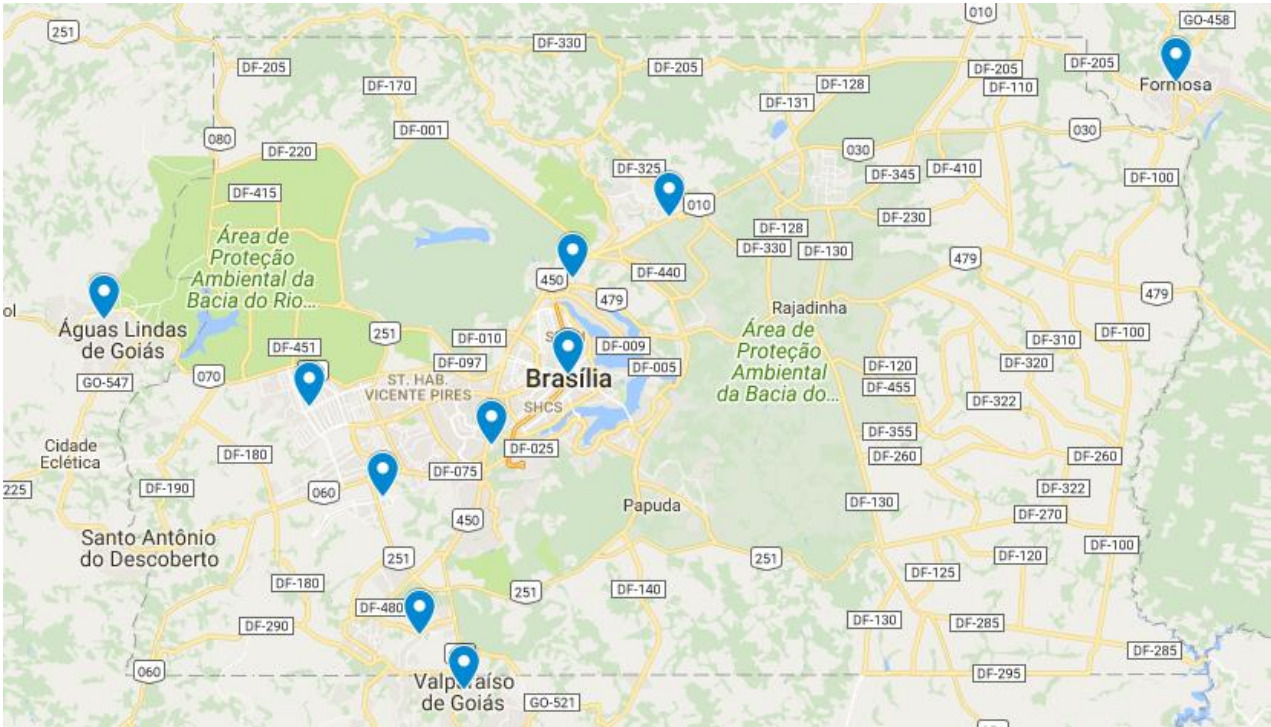 251
010
GO-458
DF-330
DF-205
DF-205
DF-205
DF-205
Formosa
DF-170
DF-128
DF-110
DF-131
DF-001
080
030
DF-220
030
DF-325
DF-345
DF-410
DF-100
DF-415
010
DF-230
DF-128
Área de
Proteção
Ambiental da
Bacia do Rio...
DF-330
DF-130
479
450
DF-440
479
479
ol
Águas Lindas
de Goiás
Rajadinha
251
DF-010
DF-009
Área de
Proteção
Ambiental
da Bacia do...
DF-310
DF-100
DF-451
DF-097
DF-005
DF-120
DF-320
GO-547
070
ST. HAB.
VICENTE PIRES
Brasília
DF-455
SHCS
DF-322
Cidade
Eclética
DF-355
DF-180
DF-025
DF-260
DF-260
DF-075
225
DF-190
060
DF-322
DF-130
Papuda
450
DF-270
Santo Antônio
do Descoberto
251
251
DF-120
DF-100
DF-180
251
DF-140
DF-125
DF-480
DF-290
DF-130
DF-285
DF-285
060
DF-295
Valparaíso
de Goiás
GO-521